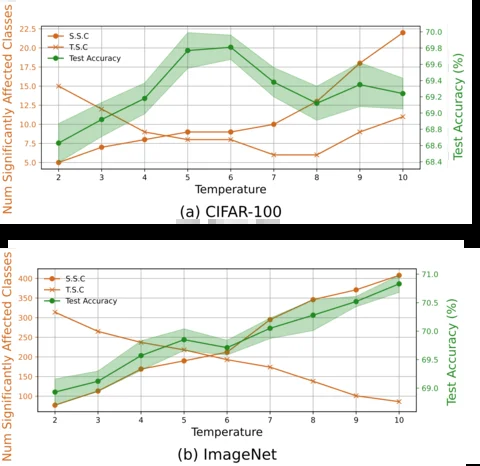 Num Significantly Affected Classes
22.5
20.0
17.5
15.0
12.5
10.0
7.5
5.0
S.S.C
T.S.C
Test Accuracy
70.0
69.8
69.6
69.4
69.2
69.0
68.8
68.6
68.4
Test Accuracy (%)
2 3 4 5 6 7 8 9 10
Temperature
(a) CIFAR-100
Num Significantly Affected Classes
400
350
300
250
200
150
100
S.S.C
T.S.C
Test Accuracy
71.0
70.5
70.0
69.5
69.0
Test Accuracy (%)
2 3 4 5 6 7 8 9 10
Temperature
(b) ImageNet